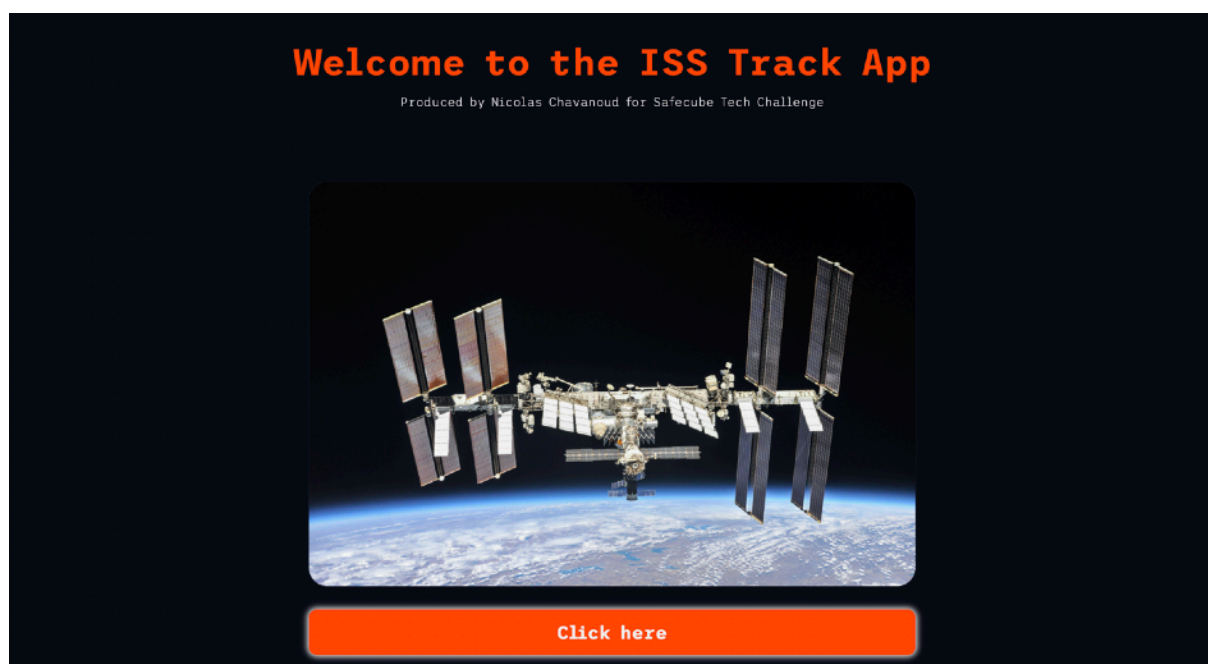 Welcome to the ISS Track App
Produced by Nicolas Chavanoud for Safecube Tech Challenge
Click here